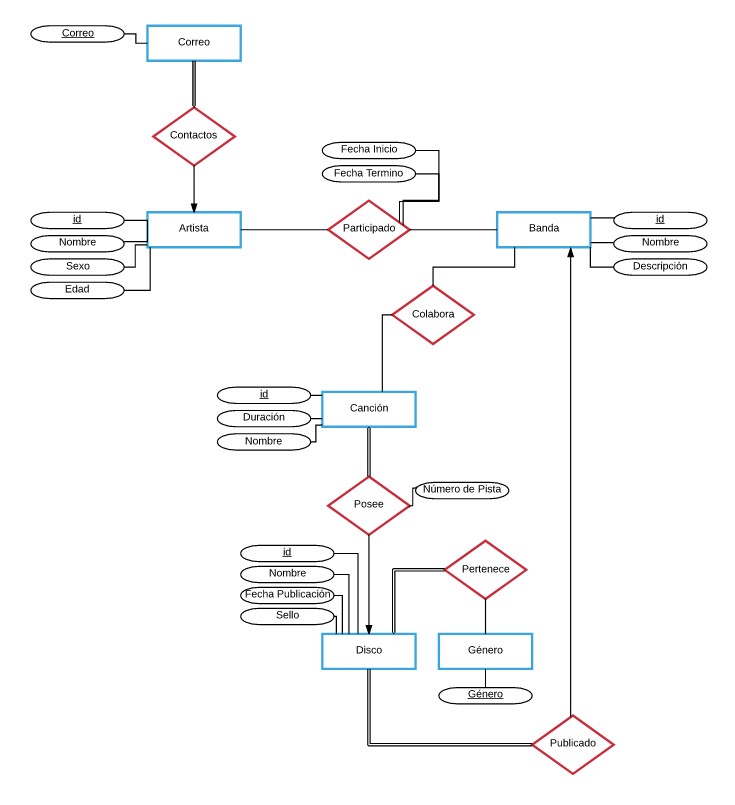 Correo
Correo
Contactos
Fecha Inicio
Fecha Termino
id
Nombre
Sexo
Edad
Artista
Participado
Banda
id
Nombre
Descripción
Colabora
id
Duración
Nombre
Canción
Posee
Número de Pista
id
Nombre
Fecha Publicación
Sello
Pertenece
Disco
Género
Género
Publicado